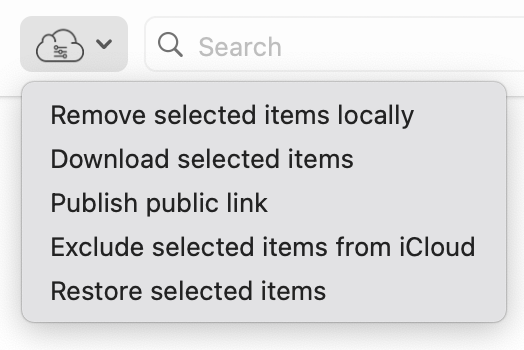 Search
Remove selected items locally
Download selected items
Publish public link
Exclude selected items from iCloud
Restore selected items